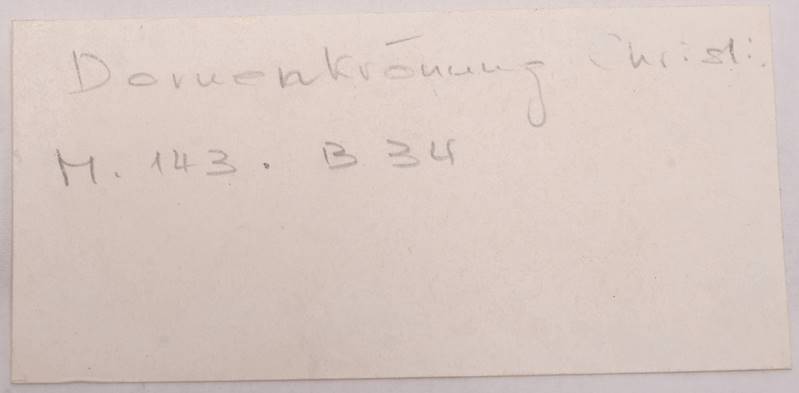 Dornenkrönung Christi.
M. 143. B 34